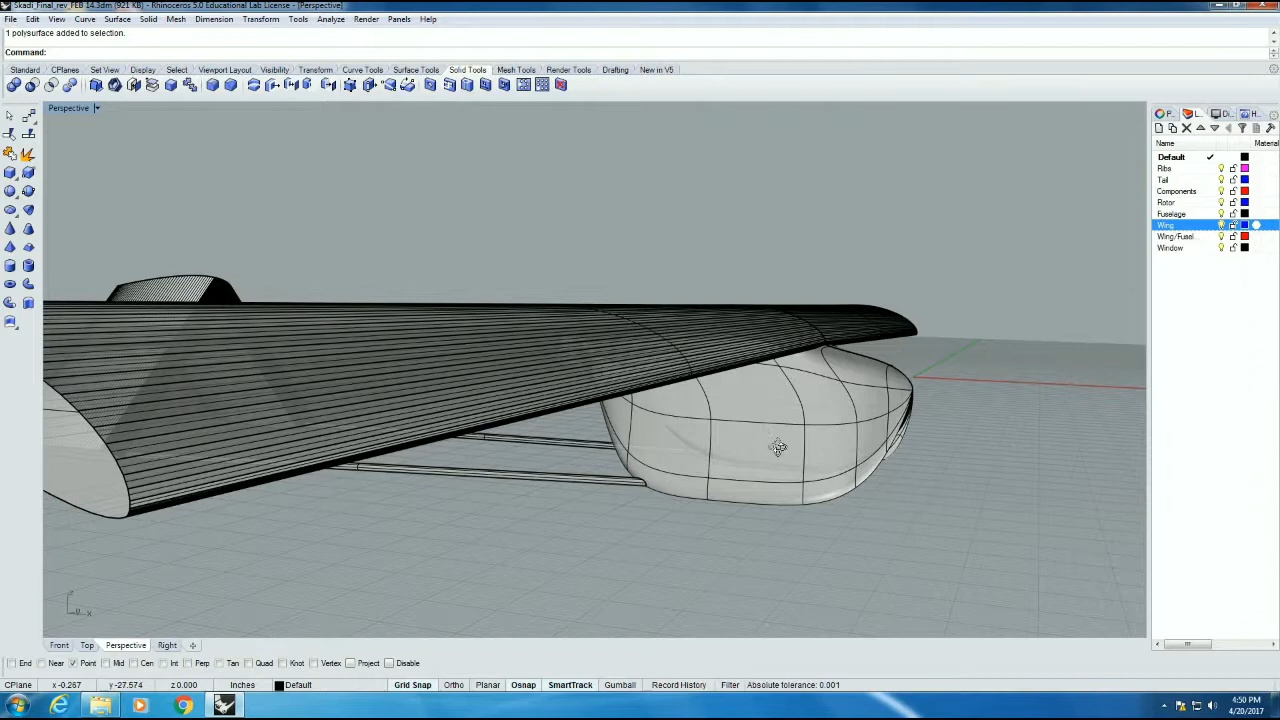 Skadi_Final_rev_FEB 14.3dm (921 KB) - Rhinoceros 5.0 Educational Lab License - [Perspective]
File Edit View Curve Surface Solid Mesh Dimension Transform Tools Analyze Render Panels Help
1 polysurface added to selection.
Command:
Standard CPlanes Set View Display Select Viewport Layout Visibility Transform Curve Tools Surface Tools Solid Tools Mesh Tools Render Tools Drafting New in V5
Perspective
P... L... Di... H...
Name Material
Default
Ribs
Tail
Components
Rotor
Fuselage
Wing
Wing/Fusel
Window
z
x
Front Top Perspective Right
End Near Point Mid Cen Int Perp Tan Quad Knot Vertex Project Disable
CPlane x -0.267 y -27.574 z 0.000 Inches Default Grid Snap Ortho Planar Osnap SmartTrack Gumball Record History Filter Absolute tolerance: 0.001
4:50 PM
4/20/2017